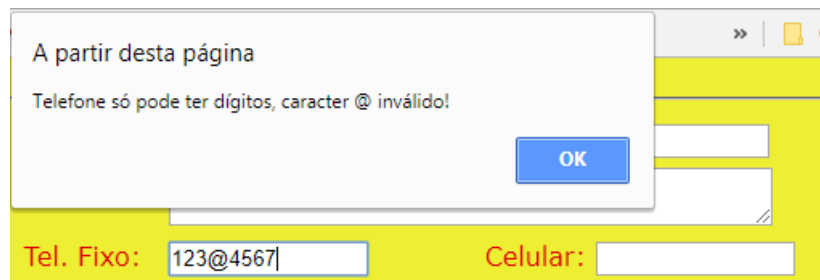 »
A partir desta página
Telefone só pode ter dígitos, caracter @ inválido!
OK
Tel. Fixo: 123@4567 Celular: